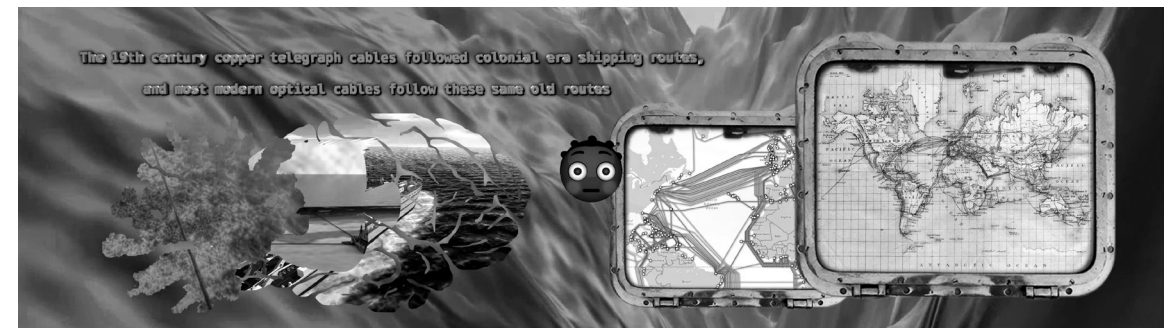 The 19th century copper telegraph cables followed colonial era shipping routes,
and most modern optical cables follow these same old routes